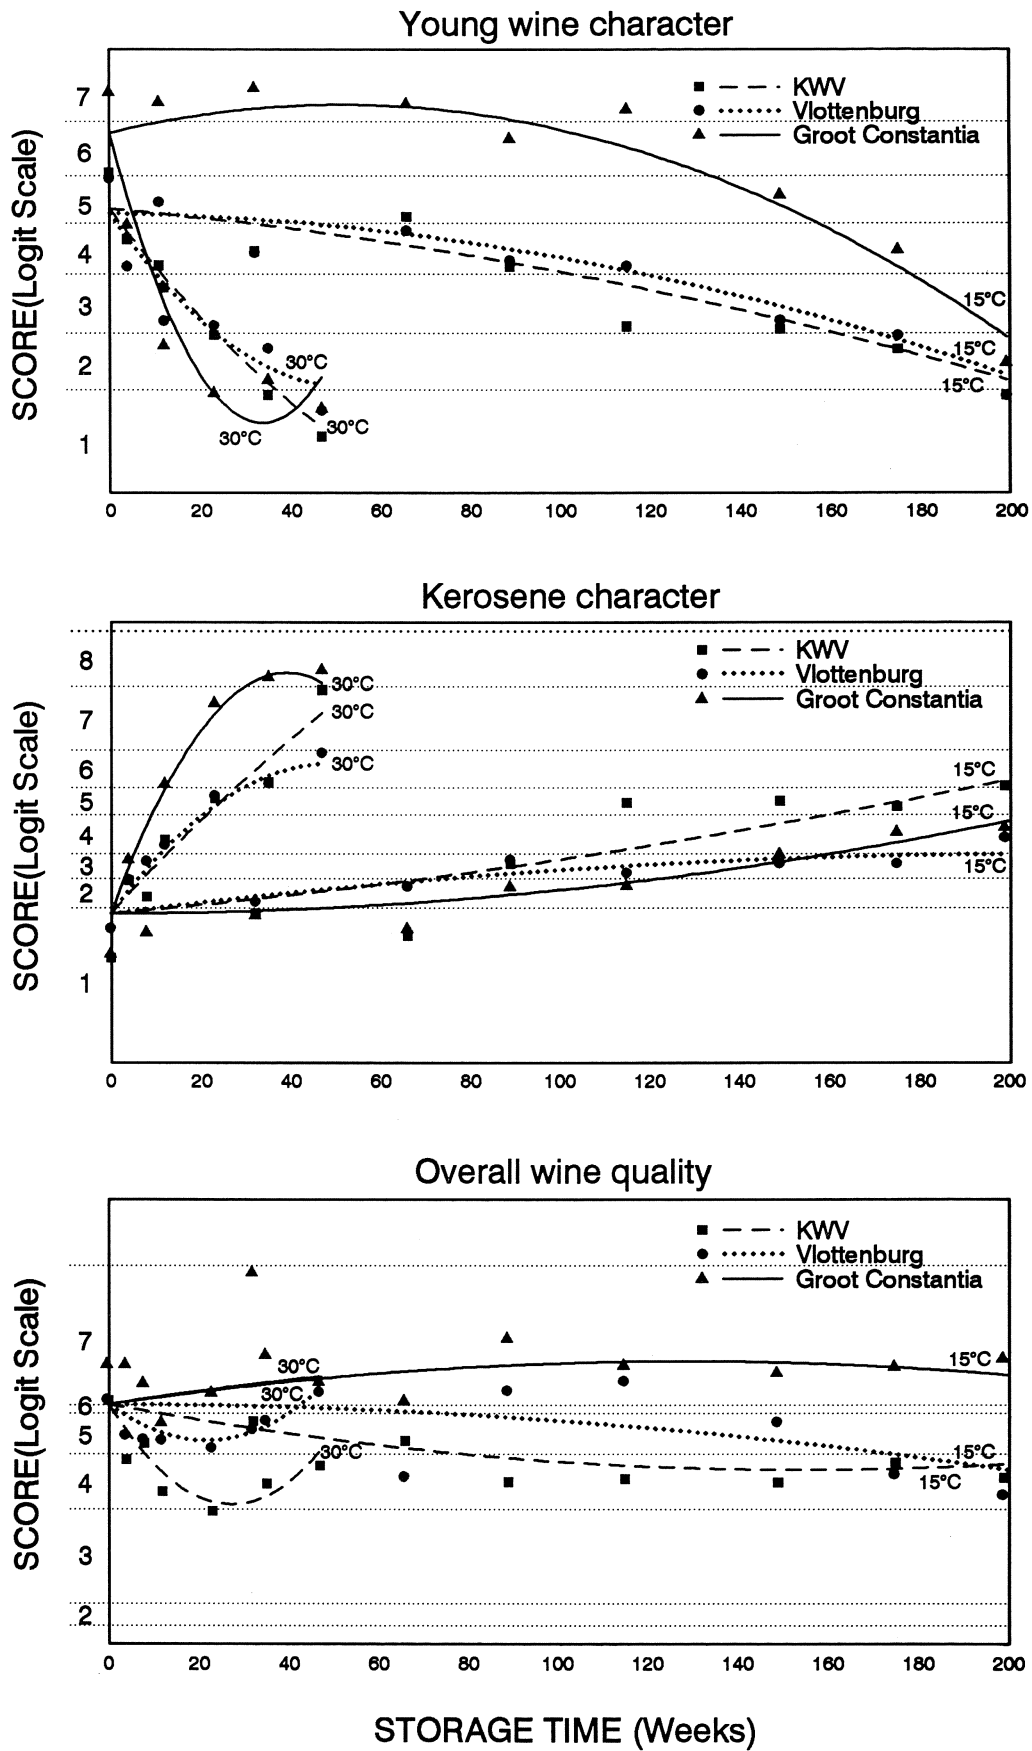 Young wine character
SCORE(Logit Scale)
7
6
5
4
3
2
1
KWV
Vlottenburg
Groot Constantia
15°C
15°C
15°C
30°C
30°C
30°C
0 20 40 60 80 100 120 140 160 180 200
Kerosene character
SCORE(Logit Scale)
8
7
6
5
4
3
2
1
KWV
Vlottenburg
Groot Constantia
30°C
30°C
30°C
15°C
15°C
15°C
0 20 40 60 80 100 120 140 160 180 200
Overall wine quality
SCORE(Logit Scale)
7
6
5
4
3
2
KWV
Vlottenburg
Groot Constantia
30°C
30°C
30°C
15°C
15°C
15°C
0 20 40 60 80 100 120 140 160 180 200
STORAGE TIME (Weeks)